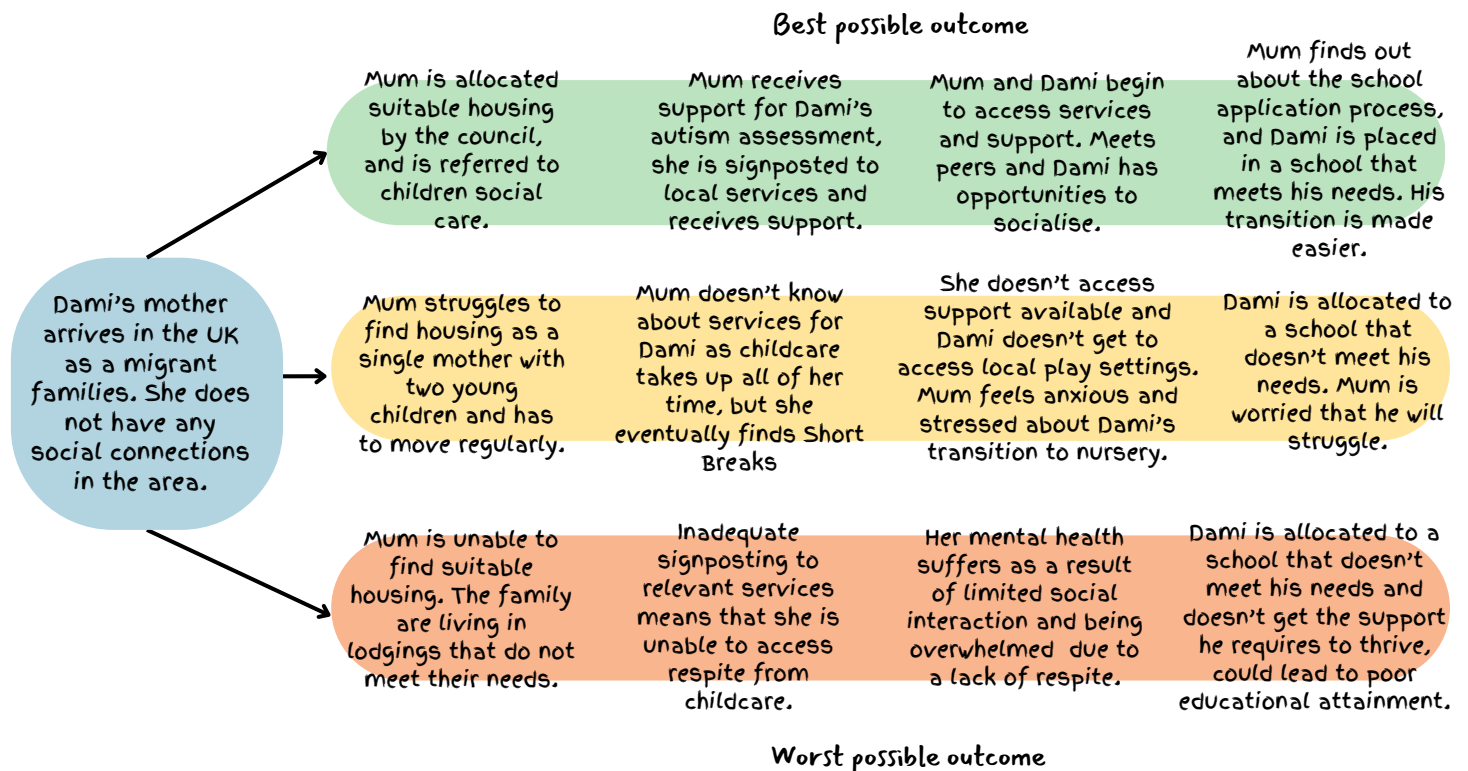 Best possible outcome
Mum is allocated
suitable housing
by the council,
and is referred to
children social
care.
Mum receives
support for Dami's
autism assessment,
she is signposted to
local services and
receives support.
Mum and Dami begin
to access services
and support. Meets
peers and Dami has
opportunities to
socialise.
Mum finds out
about the school
application process,
and Dami is placed
in a school that
meets his needs. His
transition is made
easier.
Dami's mother
arrives in the UK
as a migrant
families. She does
not have any
social connections
in the area.
Mum struggles to
find housing as a
single mother with
two young
children and has
to move regularly.
Mum doesn't know
about services for
Dami as childcare
takes up all of her
time, but she
eventually finds Short
Breaks
She doesn't access
support available and
Dami doesn't get to
access local play settings.
Mum feels anxious and
stressed about Dami's
transition to nursery.
Dami is allocated to
a school that
doesn't meet his
needs. Mum is
worried that he will
struggle.
Mum is unable to
find suitable
housing. The family
are living in
lodgings that do not
meet their needs.
Inadequate
signposting to
relevant services
means that she is
unable to access
respite from
childcare.
Her mental health
suffers as a result
of limited social
interaction and being
overwhelmed due to
a lack of respite.
Dami is allocated to a
school that doesn't
meet his needs and
doesn't get the support
he requires to thrive,
could lead to poor
educational attainment.
Worst possible outcome